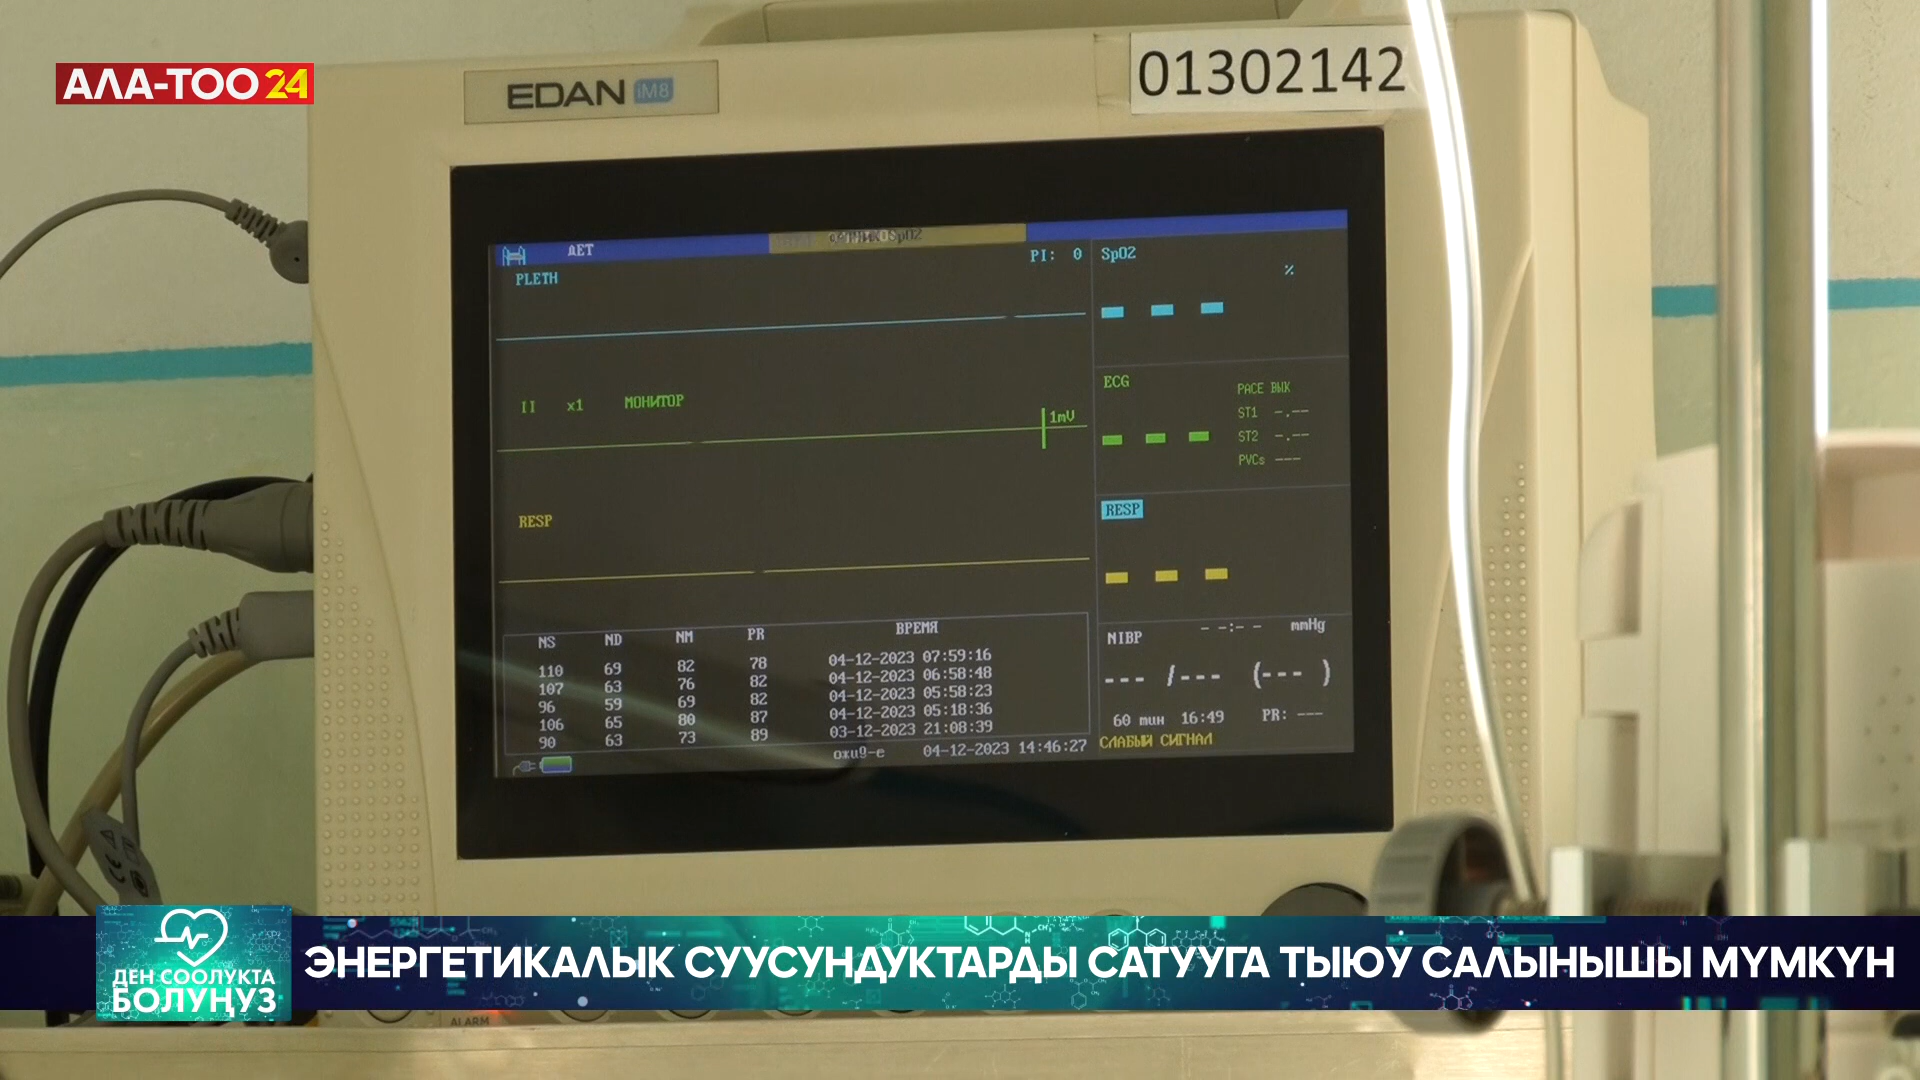 АЛА-ТОО 24
EDAN iM8
01302142
ДЕТ
SpO2
PLETH
PI: 0
SpO2
%
II x1 МОНИТОР
1mV
ECG
PACE ВЫК
ST1 -.--
ST2 -.--
PVCs ---
RESP
RESP
NS ND NM PR ВРЕМЯ
110 69 82 78 04-12-2023 07:59:16
107 63 76 82 04-12-2023 06:58:48
96 59 69 82 04-12-2023 05:58:23
106 65 80 87 04-12-2023 05:18:36
90 63 73 89 03-12-2023 21:08:39
ожид-е 04-12-2023 14:46:27
NIBP --:-- mmHg
--- /--- (--- )
60 мин 16:49 PR: ---
СЛАБЫЙ СИГНАЛ
ALARM
ДЕН СООЛУКТА
БОЛУҢУЗ
ЭНЕРГЕТИКАЛЫК СУУСУНДУКТАРДЫ САТУУГА ТЫЮУ САЛЫНЫШЫ МҮМКҮН